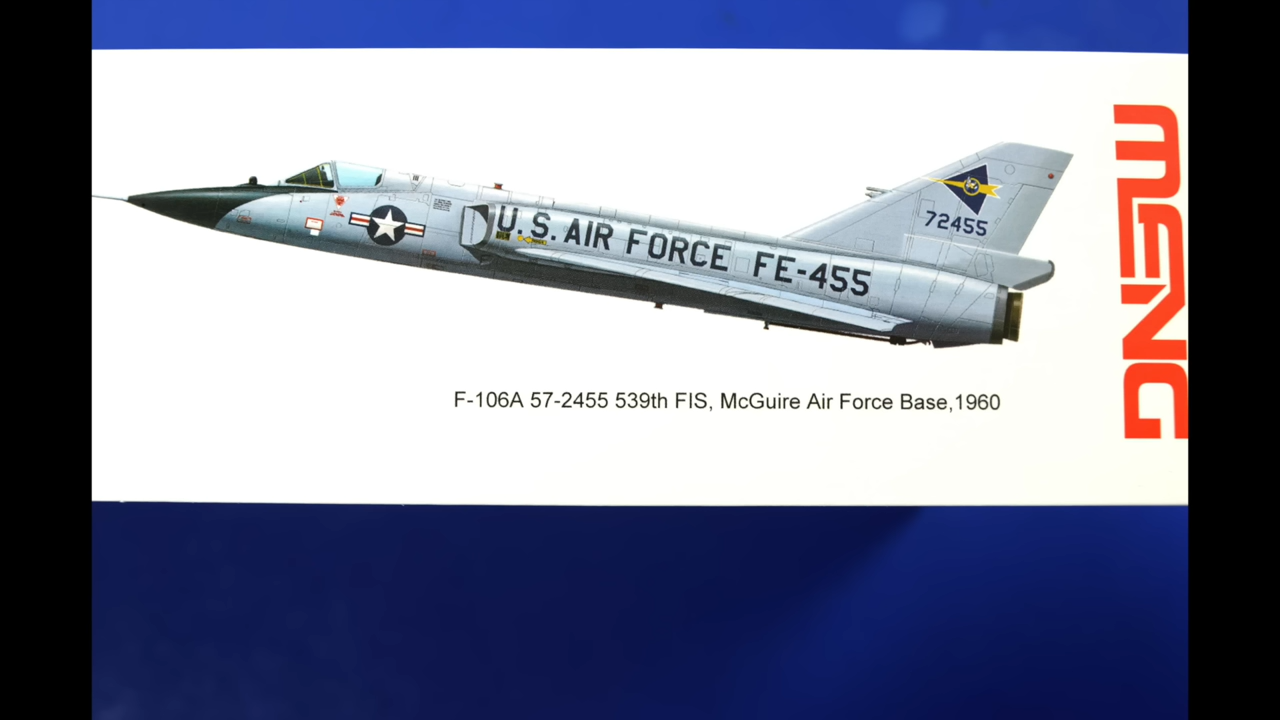 72455
U.S. AIR FORCE FE-455
F-106A 57-2455 539th FIS, McGuire Air Force Base,1960
MENG